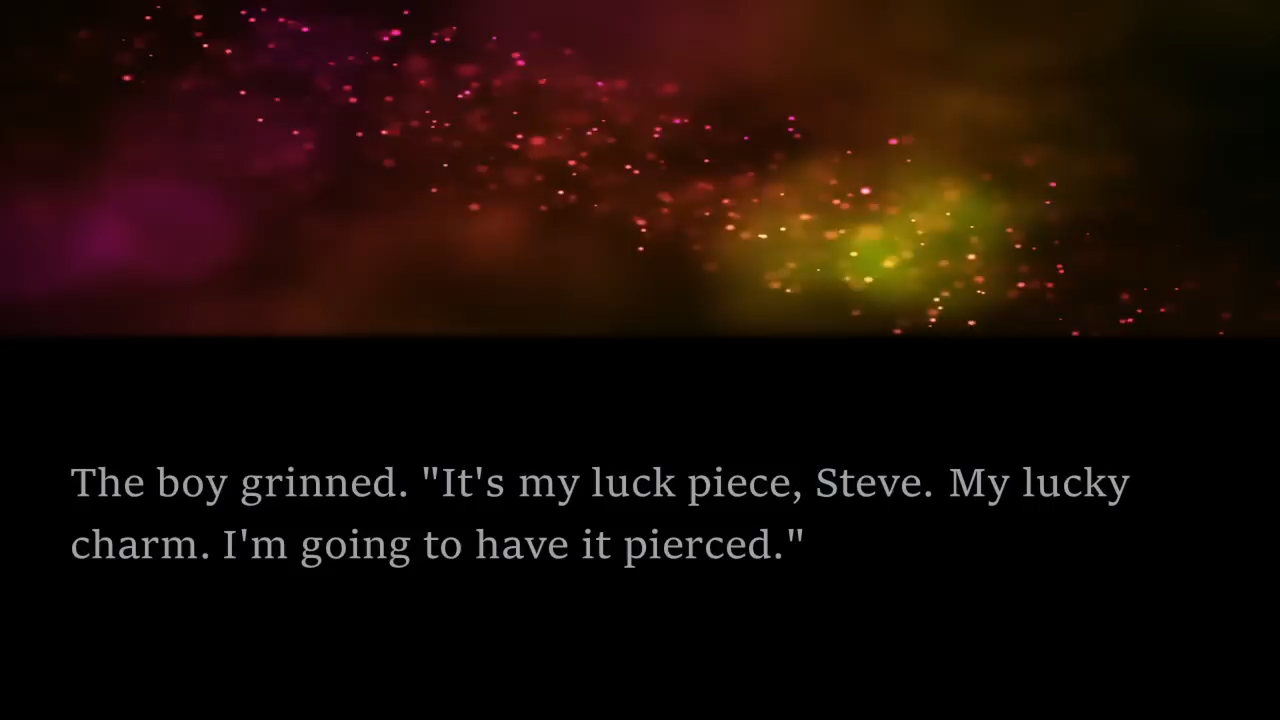 The boy grinned. "It's my luck piece, Steve. My lucky
charm. I'm going to have it pierced."